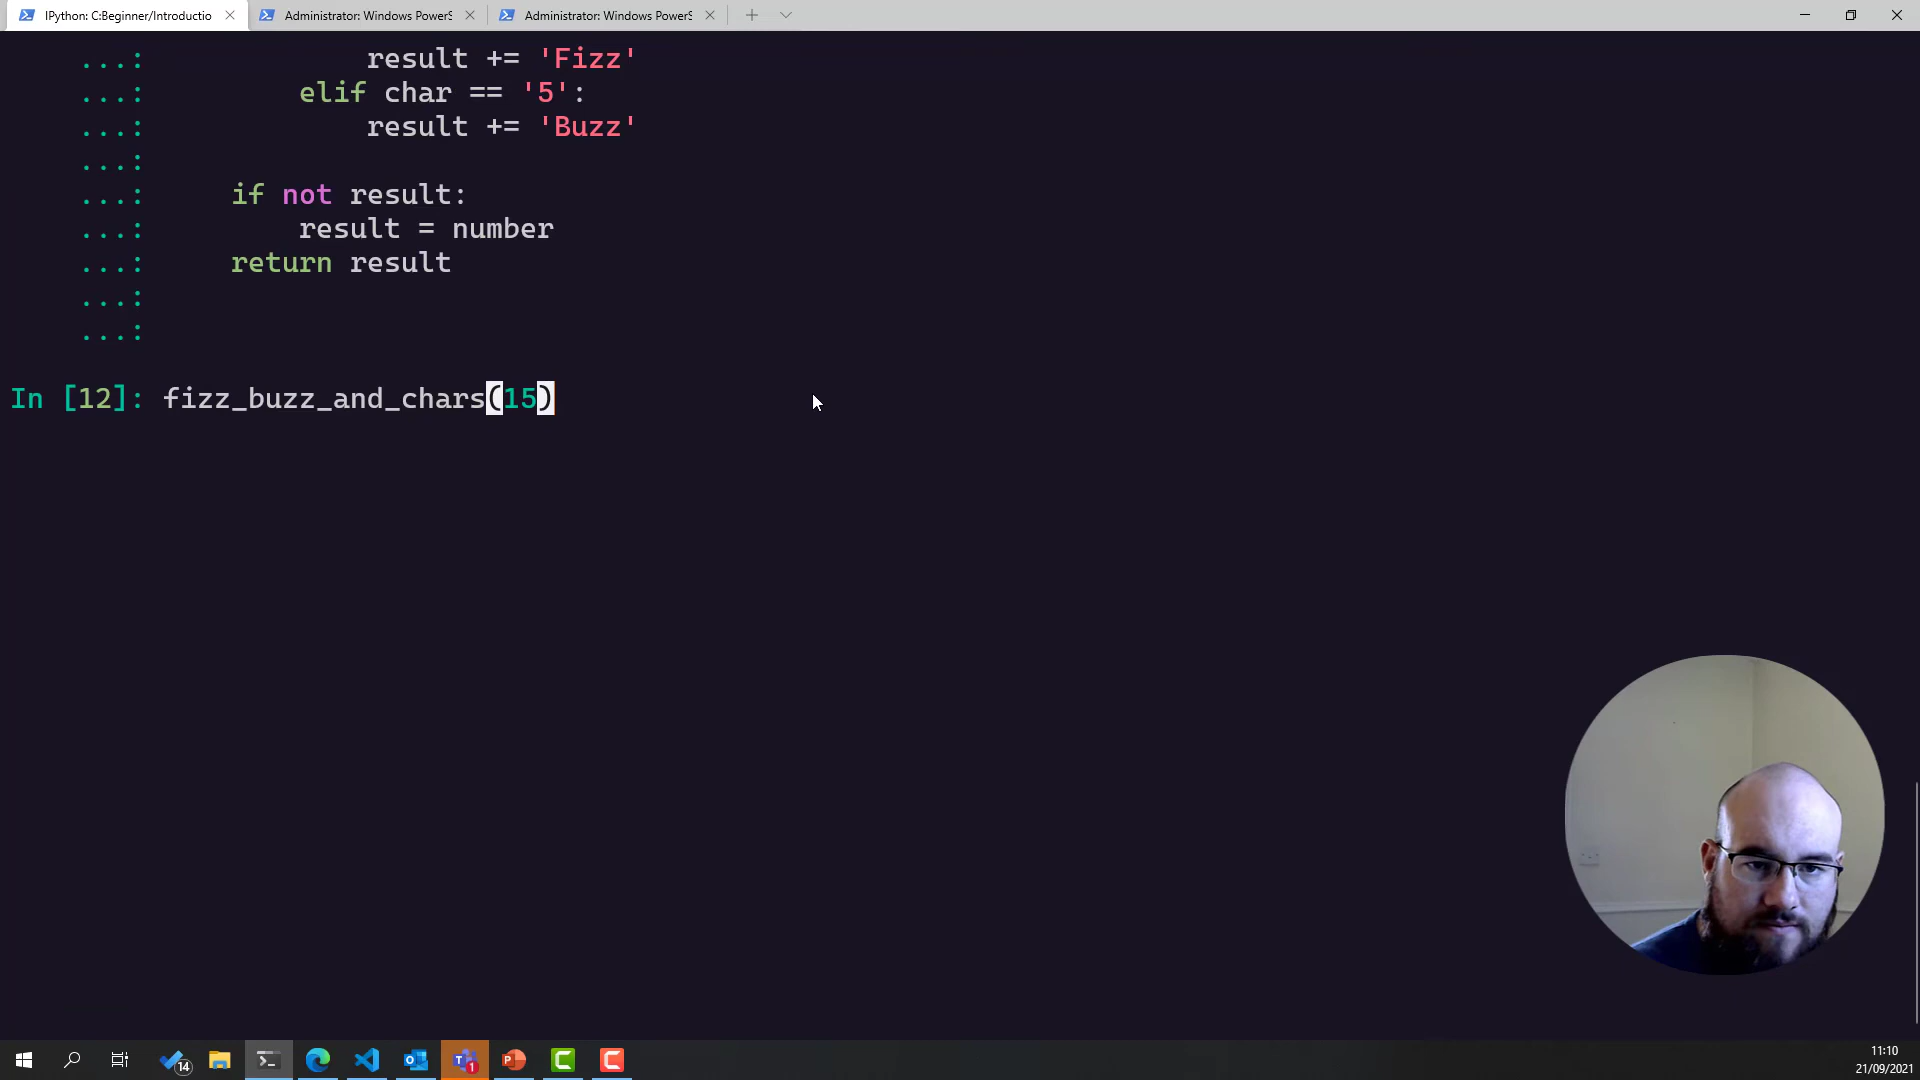 IPython: C:Beginner/Introductio
Administrator: Windows PowerS
Administrator: Windows PowerS
...: result += 'Fizz'
...: elif char == '5':
...: result += 'Buzz'
...:
...: if not result:
...: result = number
...: return result
...:
...:
In [12]: fizz_buzz_and_chars(15)
14
1
11:10
21/09/2021